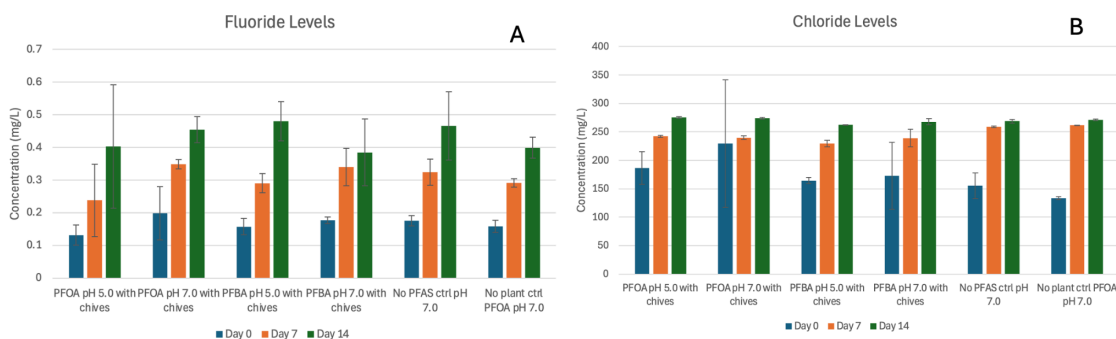 Fluoride Levels
A
Concentration (mg/L)
0.7
0.6
0.5
0.4
0.3
0.2
0.1
0
PFOA pH 5.0 with chives
PFOA pH 7.0 with chives
PFBA pH 5.0 with chives
PFBA pH 7.0 with chives
No PFAS ctrl pH 7.0
No plant ctrl PFOA pH 7.0
Day 0 Day 7 Day 14
Chloride Levels
B
Concentration (mg/L)
400
350
300
250
200
150
100
50
0
PFOA pH 5.0 with chives
PFOA pH 7.0 with chives
PFBA pH 5.0 with chives
PFBA pH 7.0 with chives
No PFAS ctrl pH 7.0
No plant ctrl PFOA pH 7.0
Day 0 Day 7 Day 14